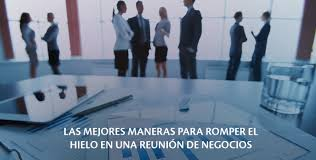 LAS MEJORES MANERAS PARA ROMPER EL
HIELO EN UNA REUNIÓN DE NEGOCIOS